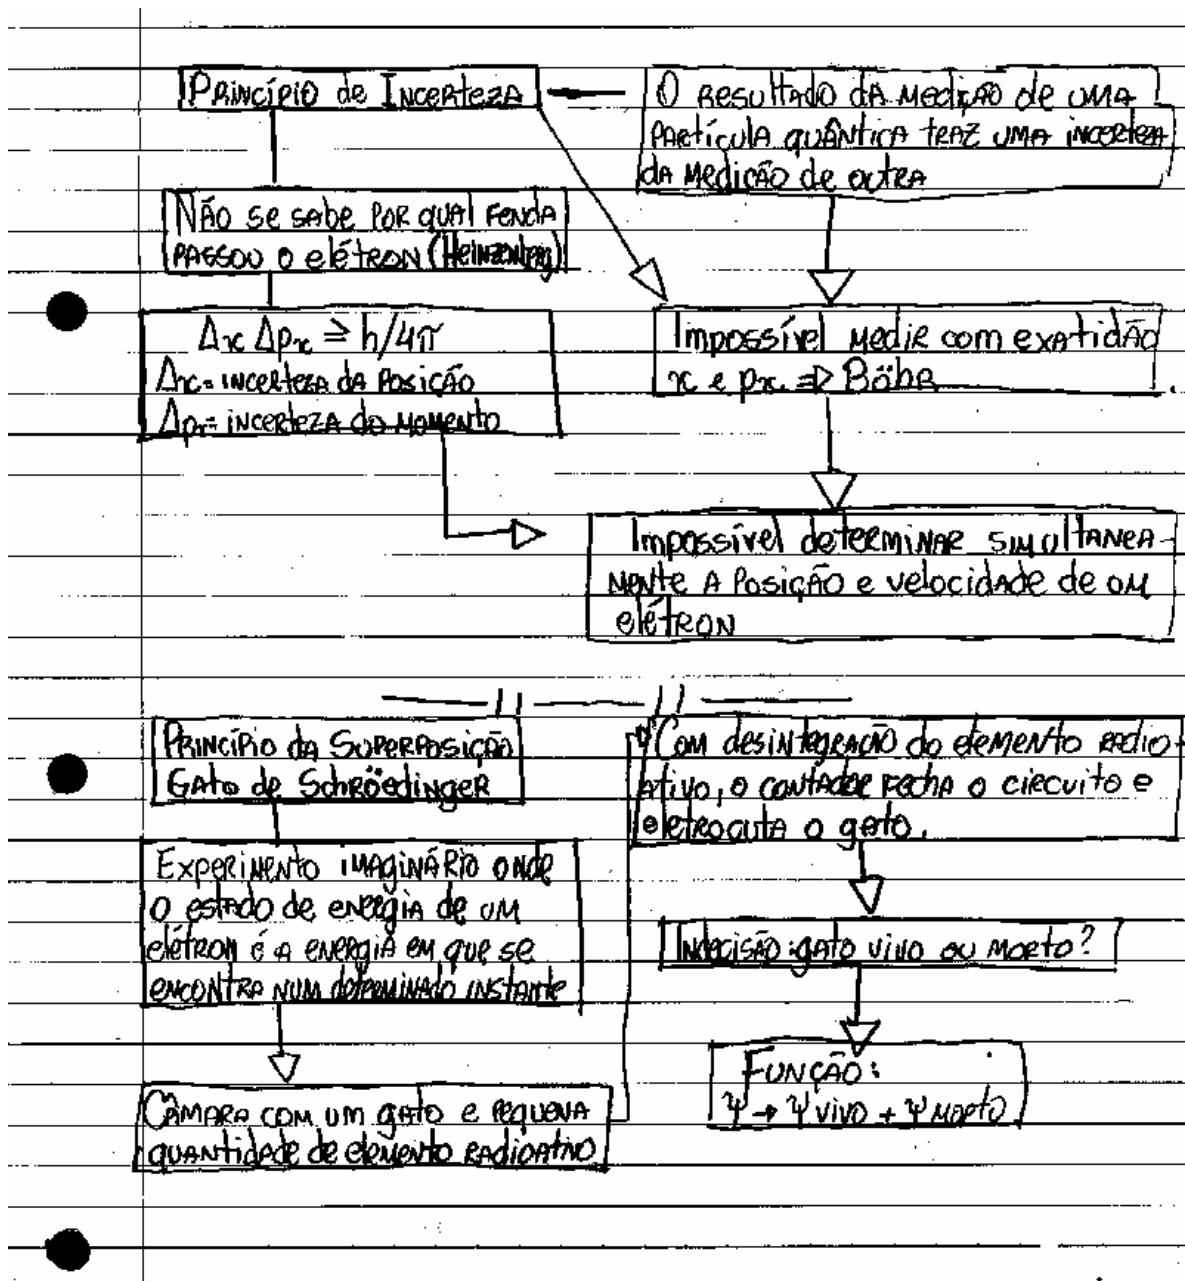 Princípio de Incerteza
O resultado da medição de uma
partícula quântica traz uma incerteza
da medição de outra
Não se sabe por qual fenda
passou o elétron (Heinzenberg)
Δx Δpx ≥ h/4π
Δx = incerteza da posição
Δpx = incerteza do momento
Impossível medir com exatidão
x e px ⇒ Böhr
Impossível determinar simultanea-
mente a posição e velocidade de um
elétron
Princípio da Superposição
Gato de Schröedinger
Experimento imaginário onde
o estado de energia de um
elétron é a energia em que se
encontra num determinado instante
Câmara com um gato e pequena
quantidade de elemento radioativo
Com desintegração do elemento radio-
ativo, o contador fecha o circuito e
eletrocuta o gato.
Indecisão: gato vivo ou morto?
Função:
Ψ → Ψ vivo + Ψ morto